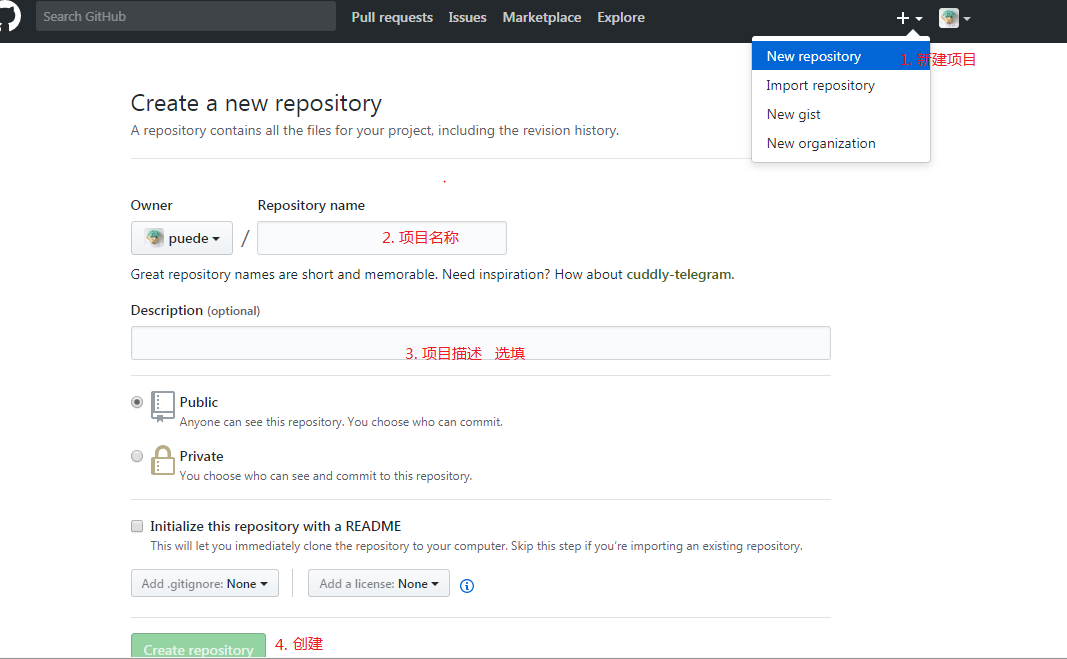 Search GitHub Pull requests Issues Marketplace Explore
New repository 1. 新建项目
Import repository
New gist
New organization
Create a new repository
A repository contains all the files for your project, including the revision history.
Owner Repository name
puede / 2. 项目名称
Great repository names are short and memorable. Need inspiration? How about cuddly-telegram.
Description (optional)
3. 项目描述 选填
Public
Anyone can see this repository. You choose who can commit.
Private
You choose who can see and commit to this repository.
Initialize this repository with a README
This will let you immediately clone the repository to your computer. Skip this step if you're importing an existing repository.
Add .gitignore: None Add a license: None
Create repository 4. 创建